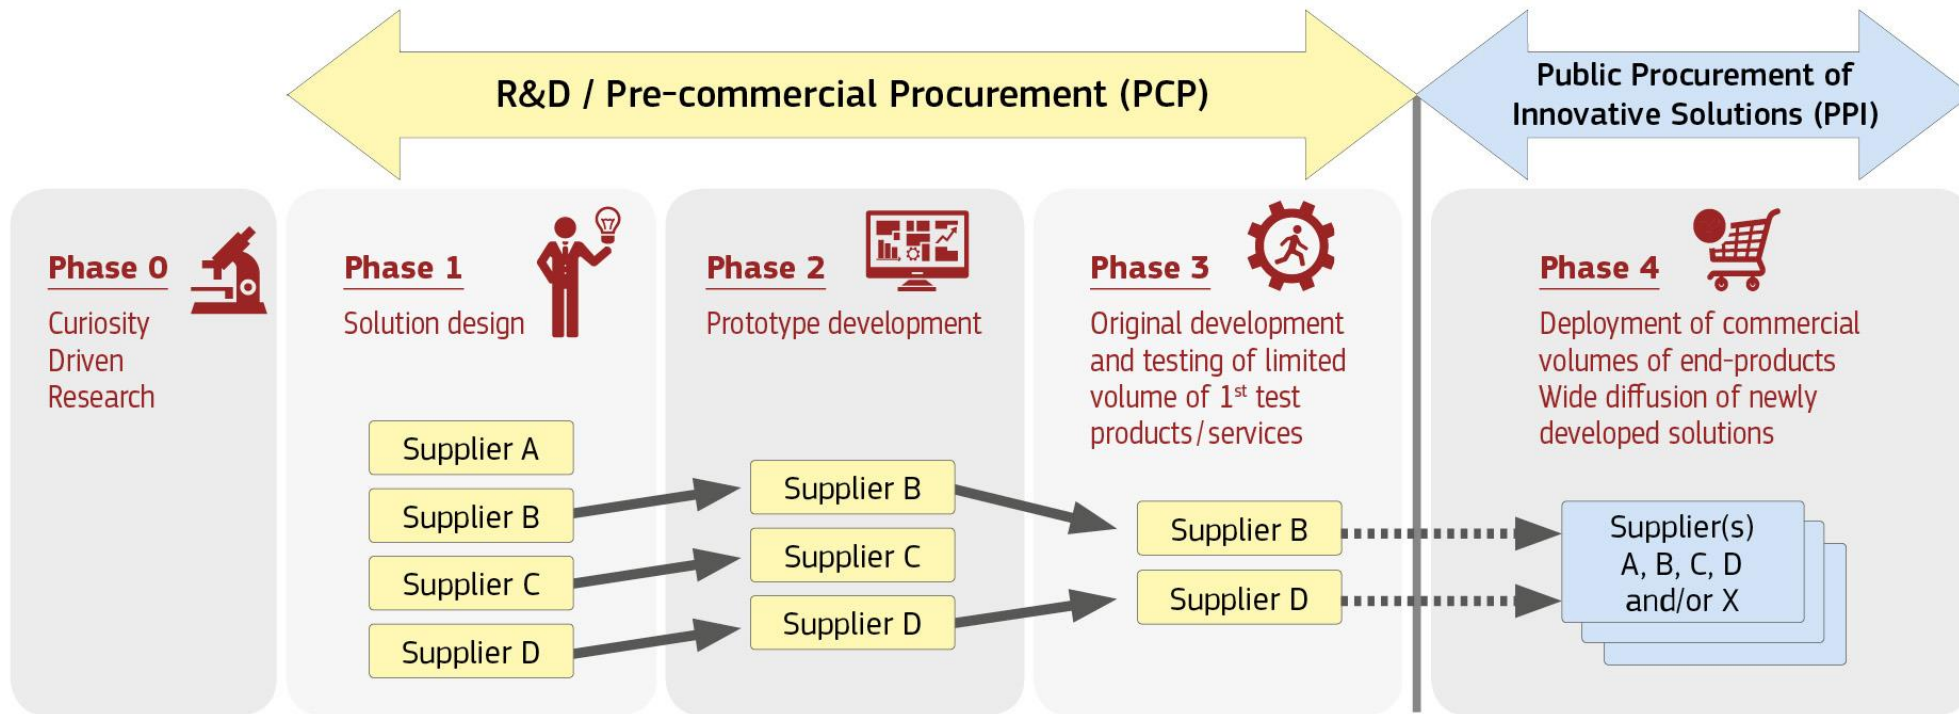 R&D / Pre-commercial Procurement (PCP)
Public Procurement of
Innovative Solutions (PPI)
Phase 0
Curiosity
Driven
Research
Phase 1
Solution design
Supplier A
Supplier B
Supplier C
Supplier D
Phase 2
Prototype development
Supplier B
Supplier C
Supplier D
Phase 3
Original development
and testing of limited
volume of 1st test
products/services
Supplier B
Supplier D
Phase 4
Deployment of commercial
volumes of end-products
Wide diffusion of newly
developed solutions
Supplier(s)
A, B, C, D
and/or X